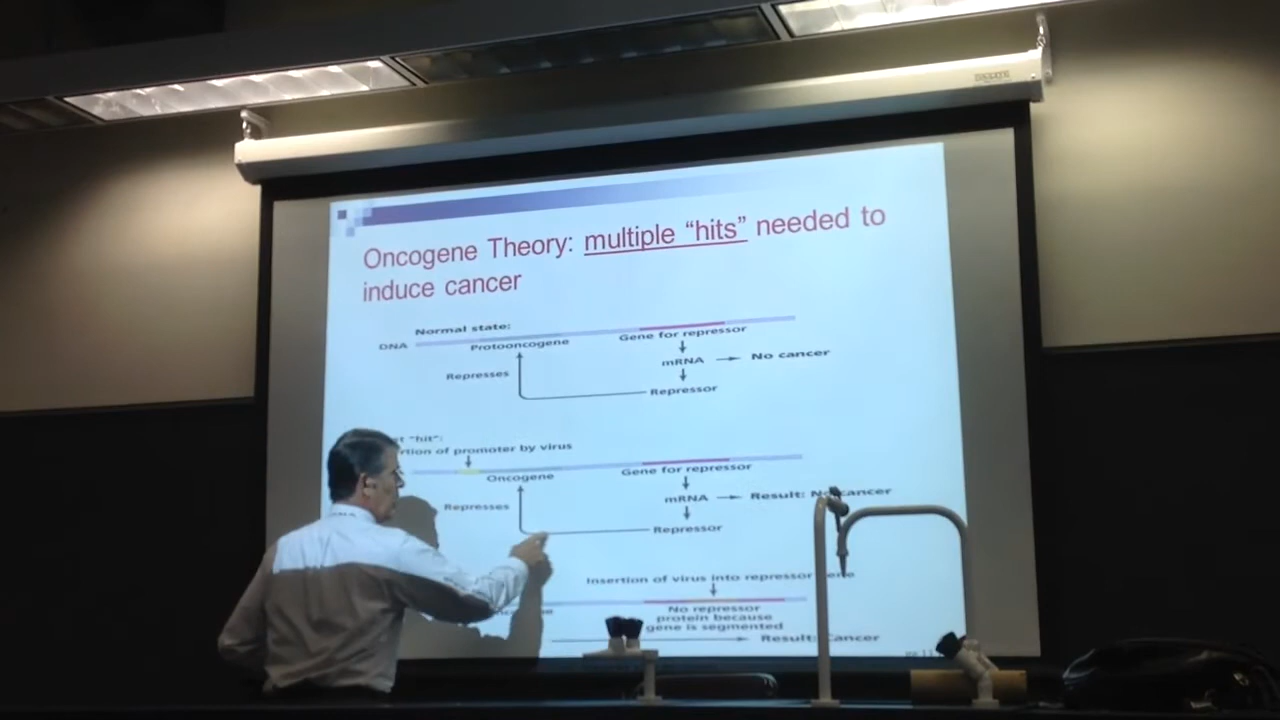 Oncogene Theory: multiple “hits” needed to
induce cancer
Normal state:
DNA
Protooncogene
Gene for repressor
mRNA
No cancer
Represses
Repressor
"hit":
of promoter by virus
Oncogene
Gene for repressor
mRNA
Result: No cancer
Represses
Repressor
Insertion of virus into repressor
No repressor
protein because
gene is segmented
Result: Cancer